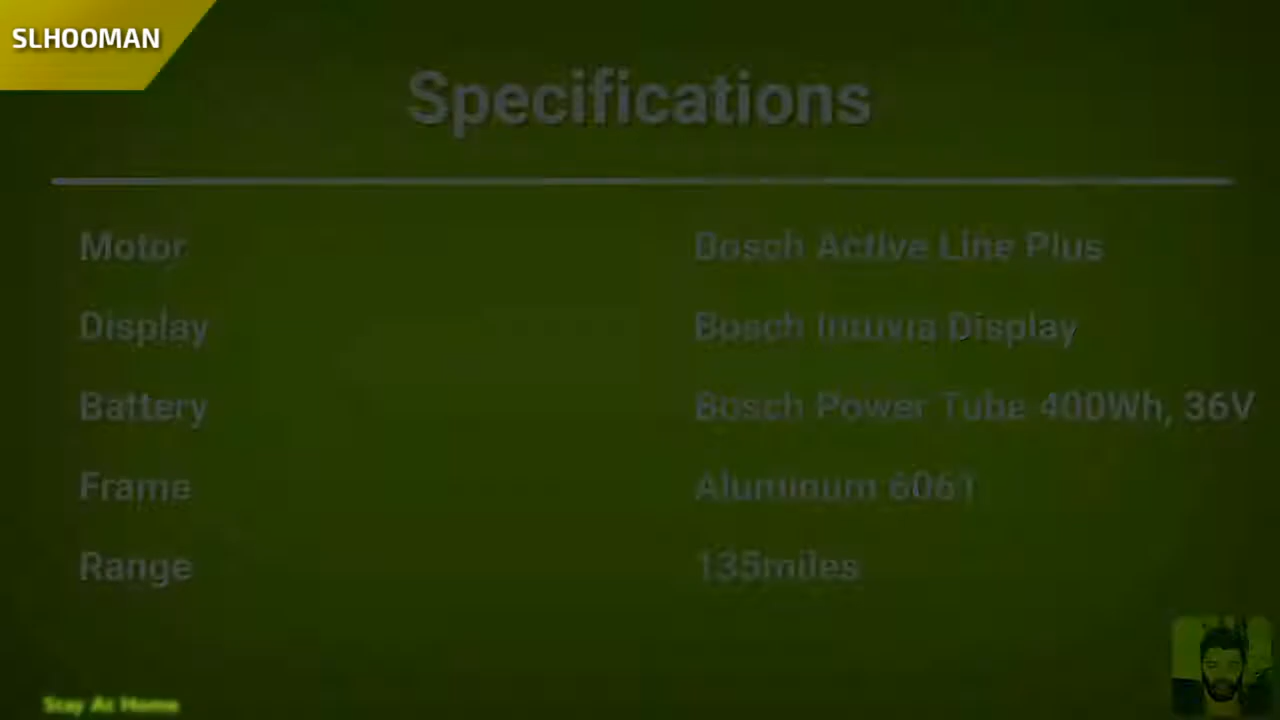 SLHOOMAN
Specifications
Motor Bosch Active Line Plus
Display Bosch Intuvia Display
Battery Bosch Power Tube 400Wh, 36V
Frame Aluminum 6061
Range 135miles
Stay At Home